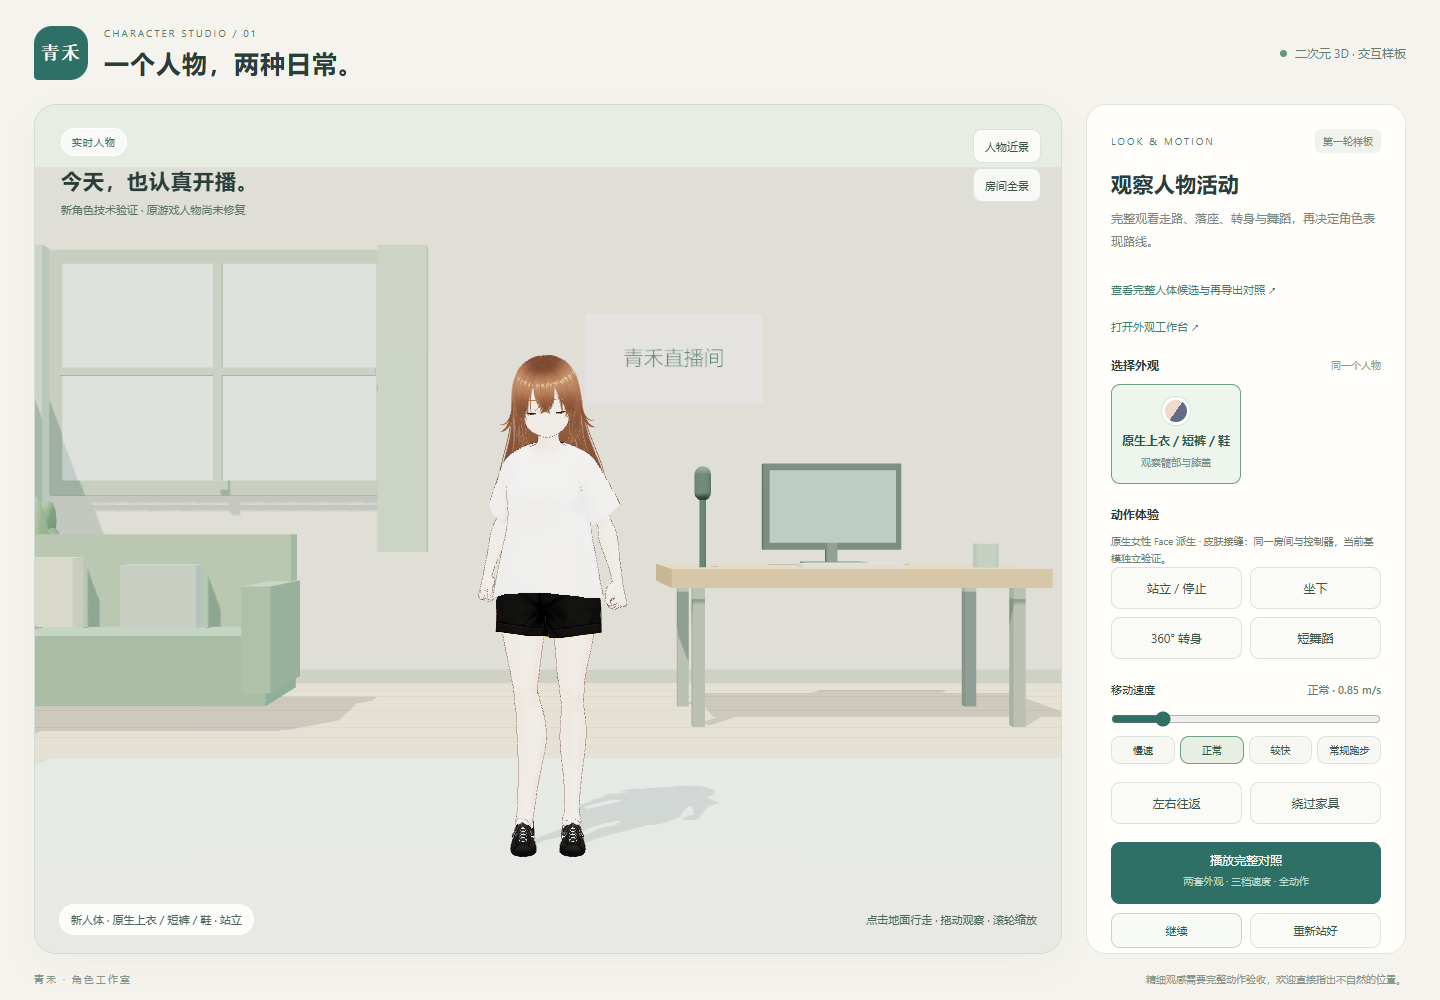 青禾
CHARACTER STUDIO / 01
一个人物，两种日常。
二次元 3D · 交互样板
实时人物
今天，也认真开播。
新角色技术验证 · 原游戏人物尚未修复
人物近景
房间全景
青禾直播间
新人体 · 原生上衣 / 短裤 / 鞋 · 站立
点击地面行走 · 拖动观察 · 滚轮缩放
LOOK & MOTION
第一轮样板
观察人物活动
完整观看走路、落座、转身与舞蹈，再决定角色表
现路线。
查看完整人体候选与再导出对照 ↗
打开外观工作台 ↗
选择外观
同一个人物
原生上衣 / 短裤 / 鞋
观察髋部与膝盖
动作体验
原生女性 Face 派生 · 皮肤接缝：同一房间与控制器，当前基
模独立验证。
站立 / 停止
坐下
360° 转身
短舞蹈
移动速度
正常 · 0.85 m/s
慢速
正常
较快
常规跑步
左右往返
绕过家具
播放完整对照
两套外观 · 三档速度 · 全动作
继续
重新站好
青禾 · 角色工作室
精细观感需要完整动作验收，欢迎直接指出不自然的位置。